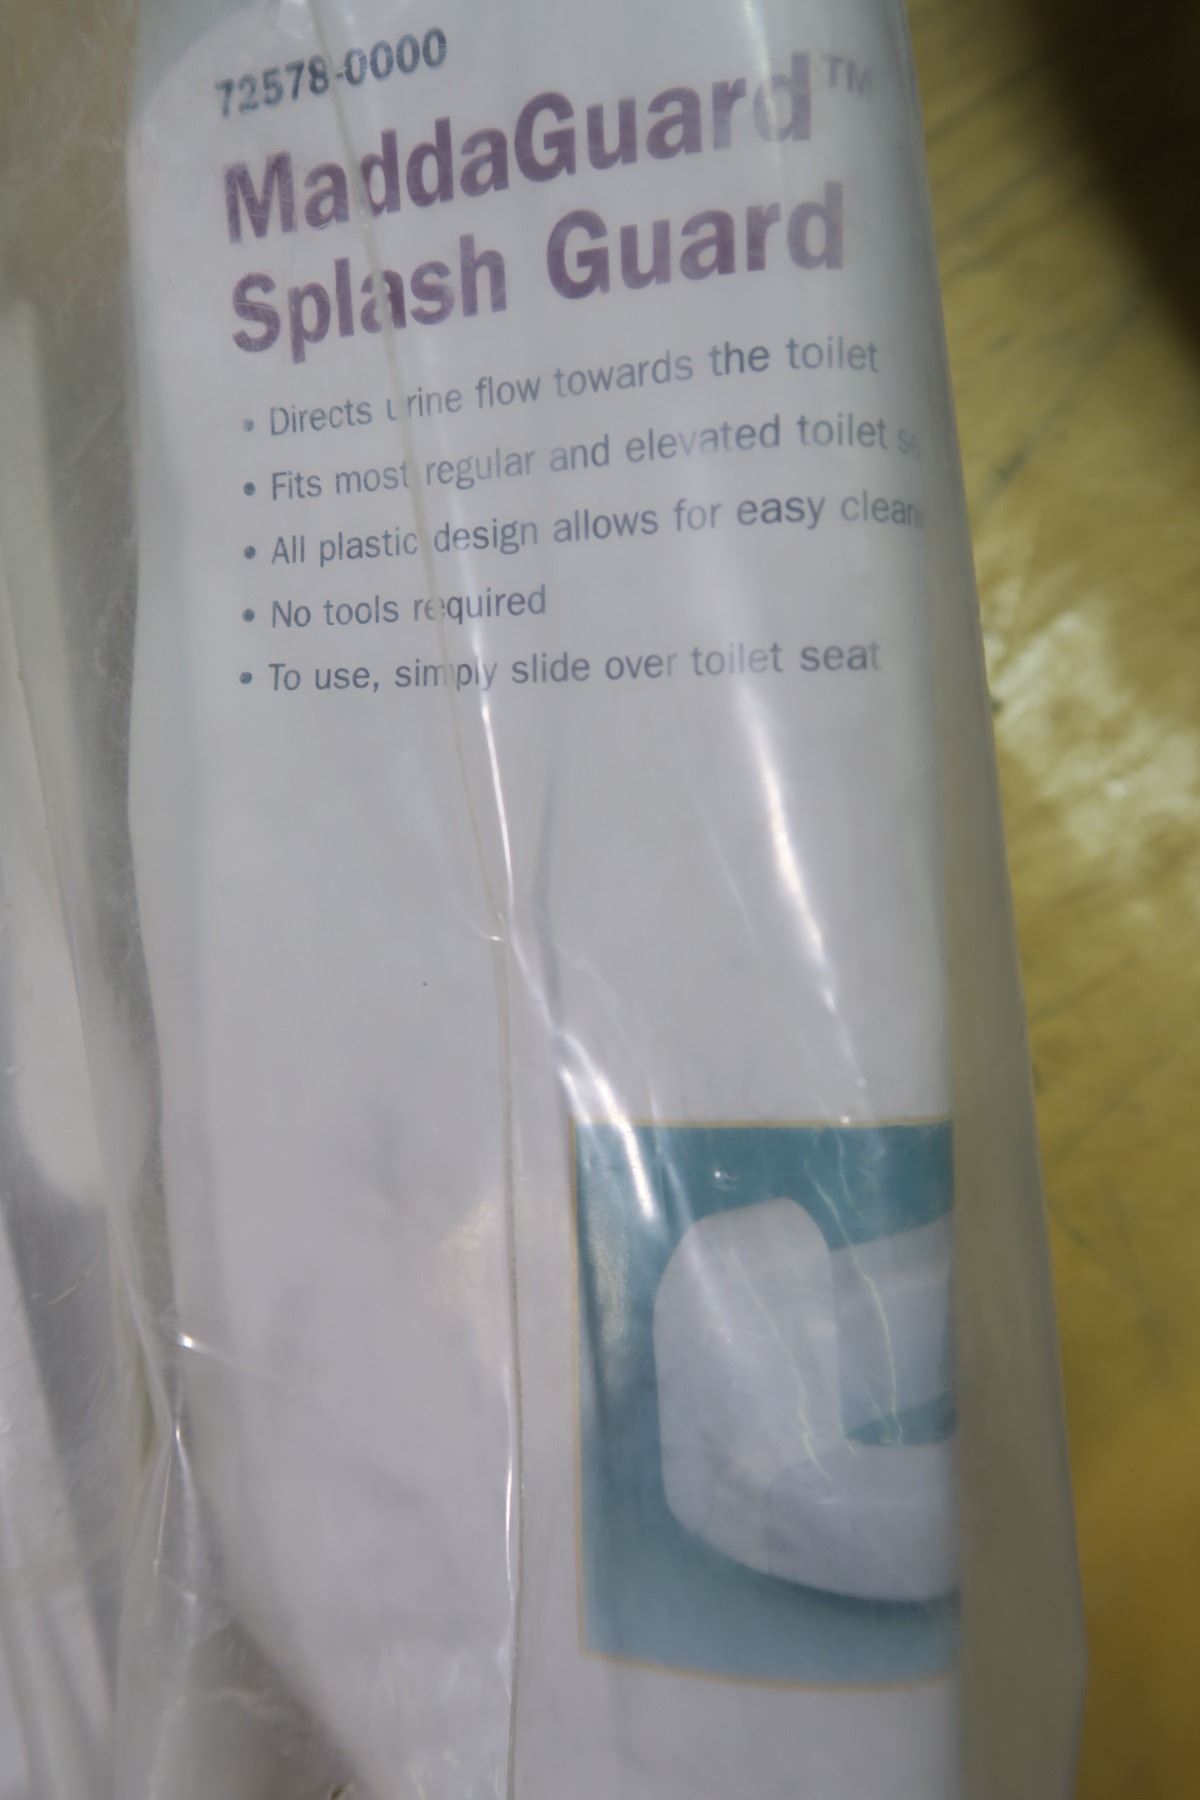 72578-0000
MaddaGuard™
Splash Guard
• Directs urine flow towards the toilet
• Fits most regular and elevated toilet
• All plastic design allows for easy
• No tools required
• To use, simply slide over toilet seat